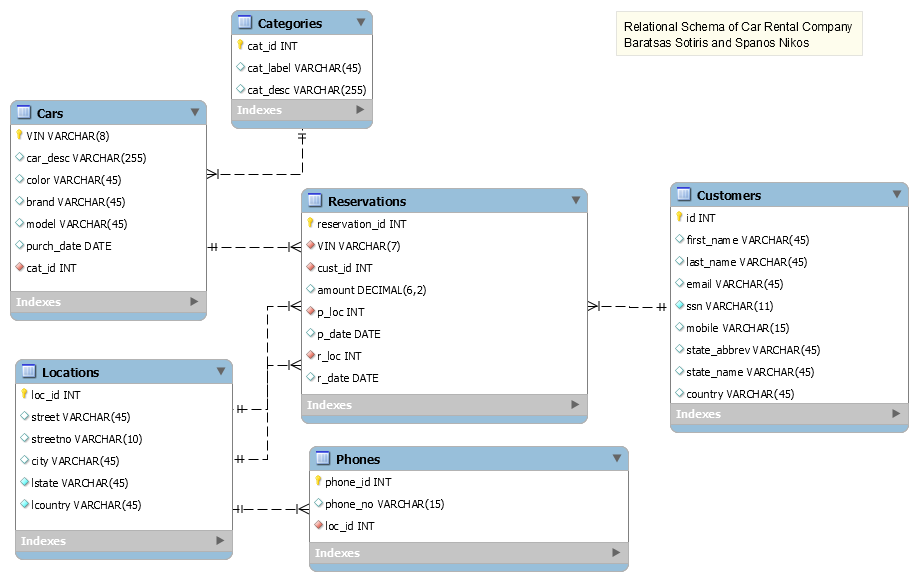 Categories
cat_id INT
cat_label VARCHAR(45)
cat_desc VARCHAR(255)
Indexes
Relational Schema of Car Rental Company
Baratsas Sotiris and Spanos Nikos
Cars
VIN VARCHAR(8)
car_desc VARCHAR(255)
color VARCHAR(45)
brand VARCHAR(45)
model VARCHAR(45)
purch_date DATE
cat_id INT
Indexes
Reservations
reservation_id INT
VIN VARCHAR(7)
cust_id INT
amount DECIMAL(6,2)
p_loc INT
p_date DATE
r_loc INT
r_date DATE
Indexes
Customers
id INT
first_name VARCHAR(45)
last_name VARCHAR(45)
email VARCHAR(45)
ssn VARCHAR(11)
mobile VARCHAR(15)
state_abbrev VARCHAR(45)
state_name VARCHAR(45)
country VARCHAR(45)
Indexes
Locations
loc_id INT
street VARCHAR(45)
streetno VARCHAR(10)
city VARCHAR(45)
lstate VARCHAR(45)
lcountry VARCHAR(45)
Indexes
Phones
phone_id INT
phone_no VARCHAR(15)
loc_id INT
Indexes